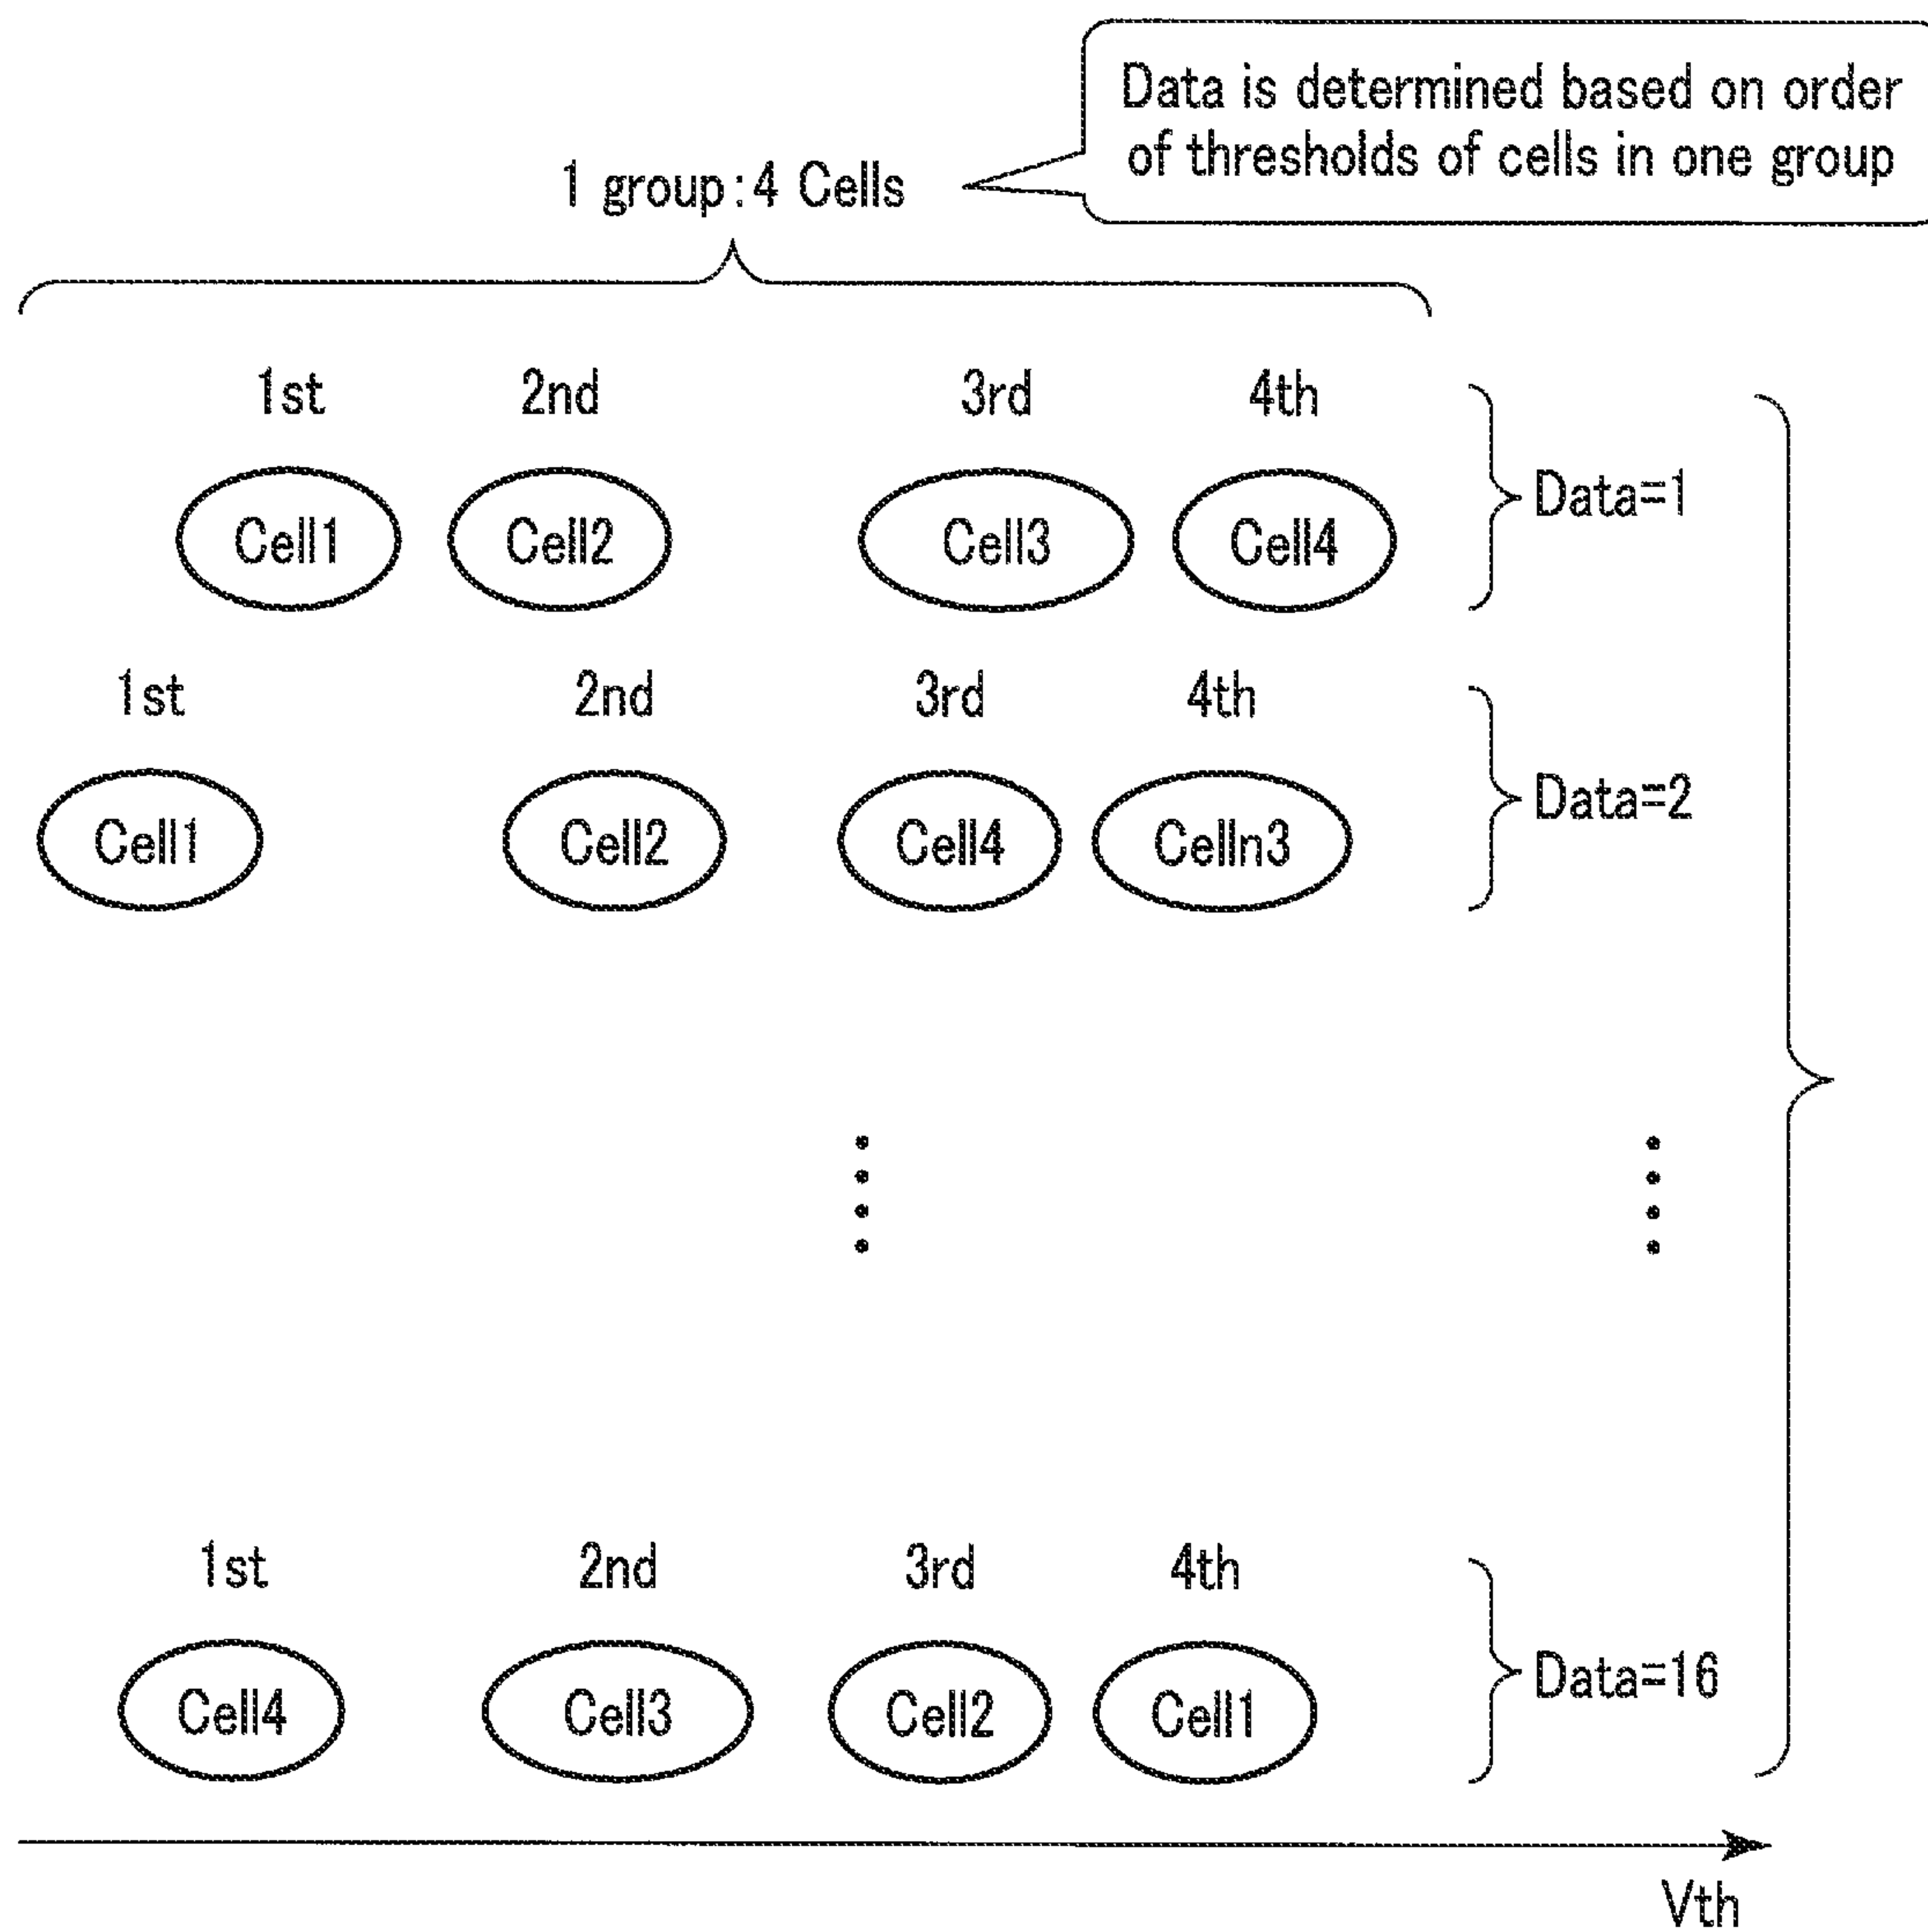 Data is determined based on order
of thresholds of cells in one group
1 group:4 Cells
1st 2nd 3rd 4th
Cell1 Cell2 Cell3 Cell4 Data=1
1st 2nd 3rd 4th
Cell1 Cell2 Cell4 Celln3 Data=2
1st 2nd 3rd 4th
Cell4 Cell3 Cell2 Cell1 Data=16
Vth